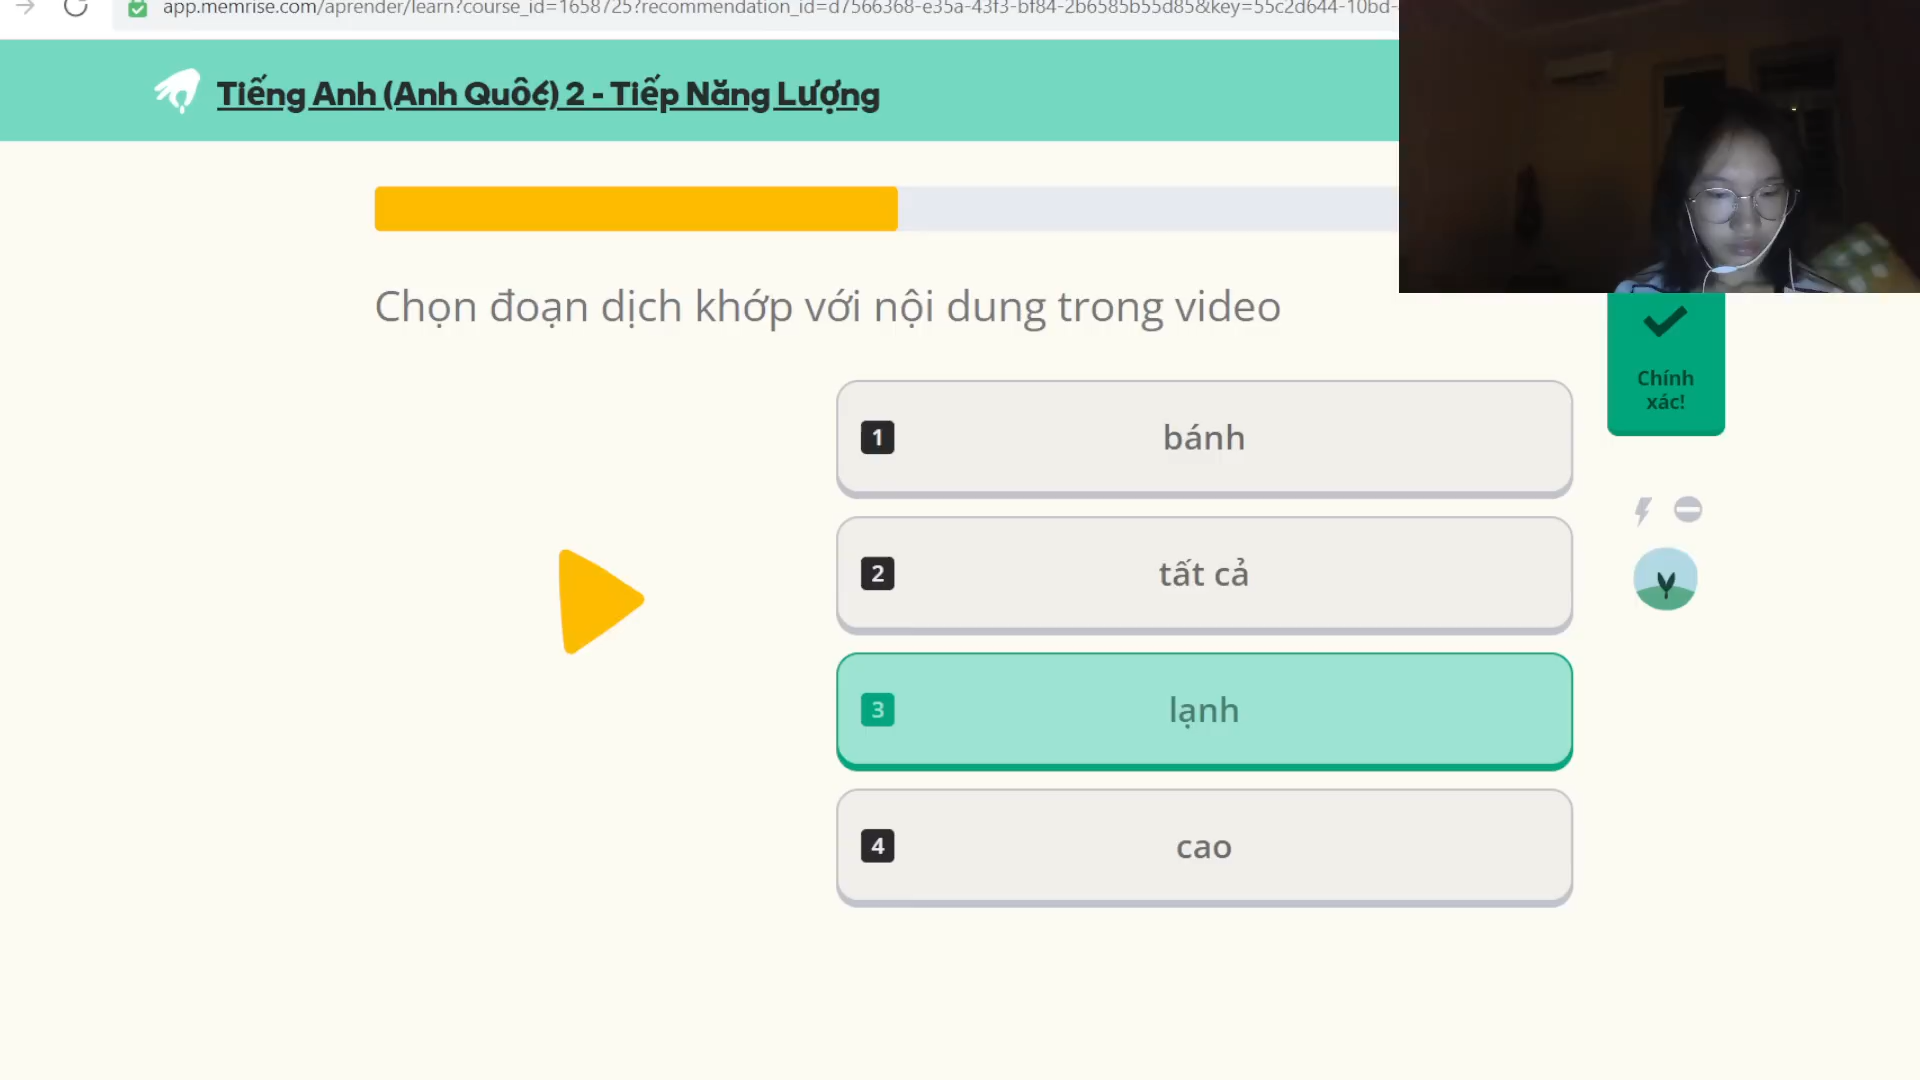 app.memrise.com/aprender/learn?course_id=1658725?recommendation_id=d7566368-e35a-43f3-bf84-2b6585b55d85&key=55c2d644-10bd-
Tiếng Anh (Anh Quốc) 2 - Tiếp Năng Lượng
Chọn đoạn dịch khớp với nội dung trong video
Chính
xác!
1 bánh
2 tất cả
3 lạnh
4 cao